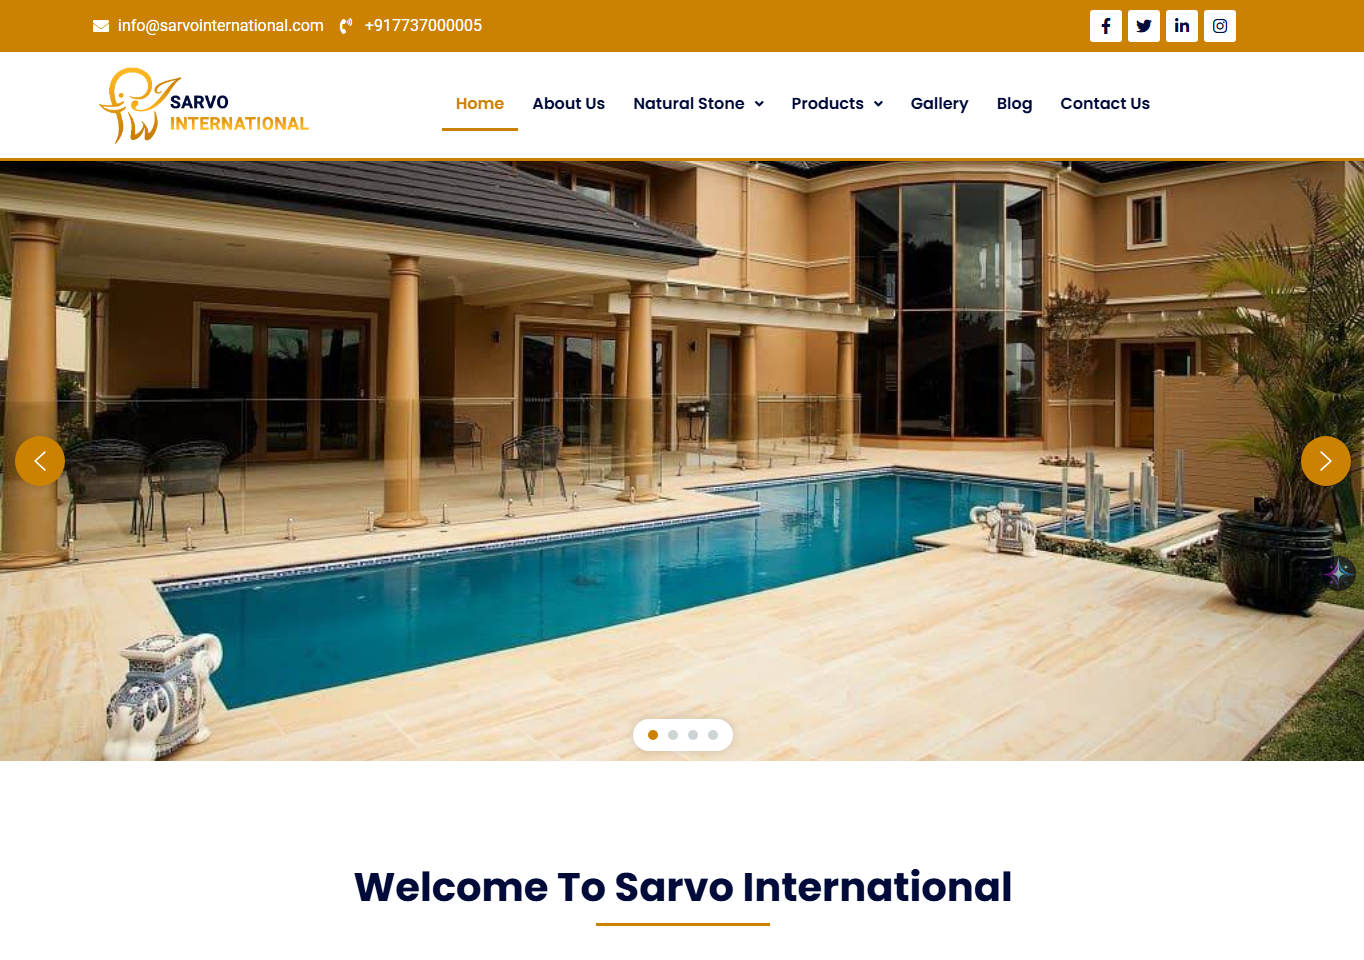 info@sarvointernational.com +917737000005
SARVO
INTERNATIONAL
Home About Us Natural Stone Products Gallery Blog Contact Us
Welcome To Sarvo International